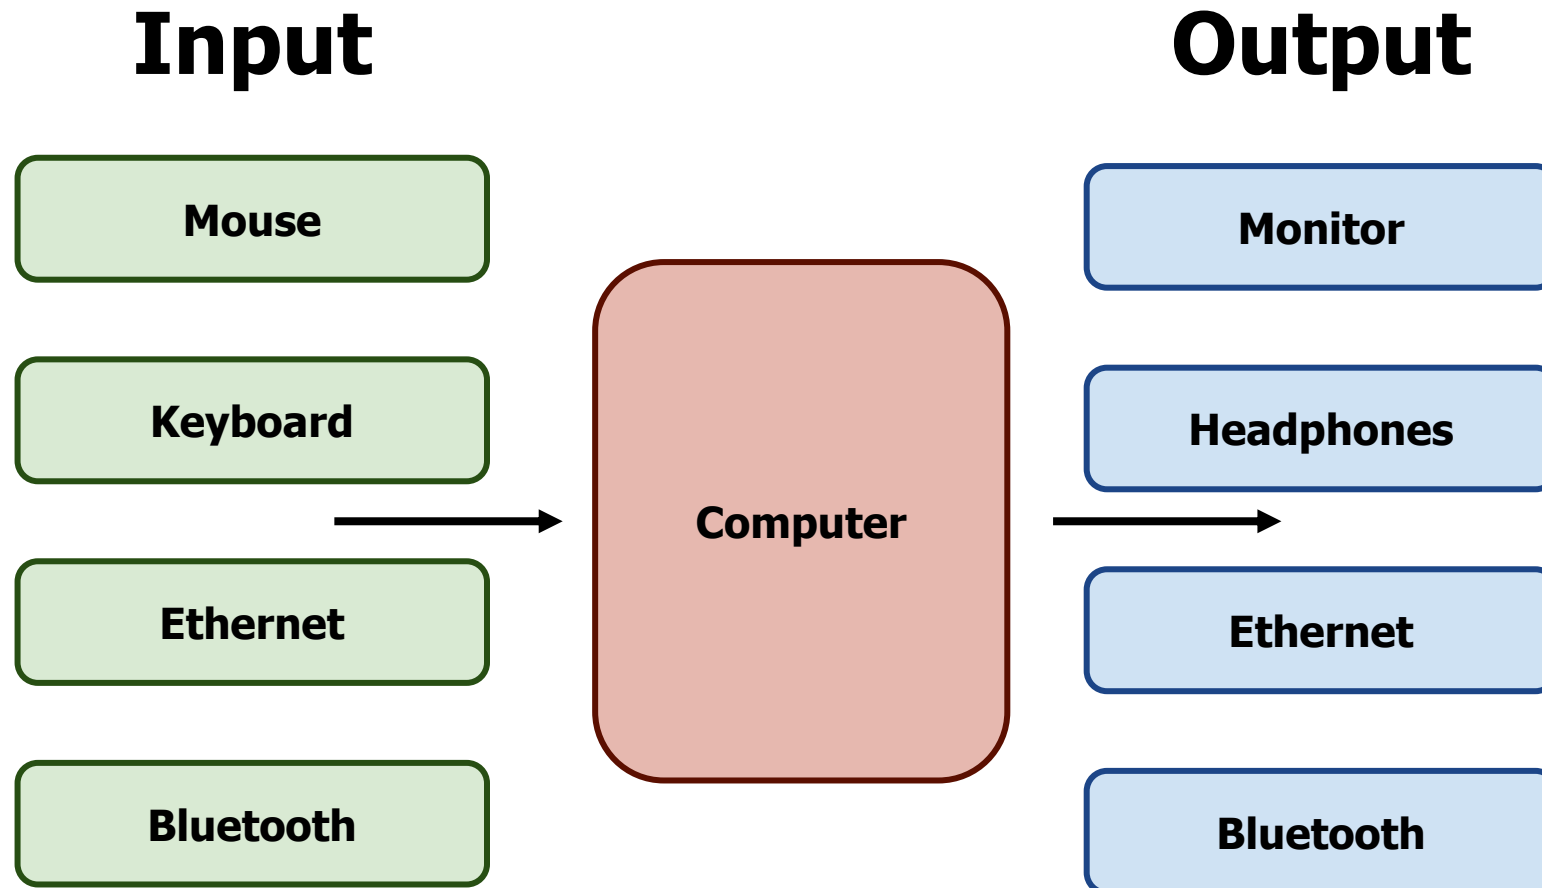 Input
Output
Mouse
Keyboard
Ethernet
Bluetooth
Computer
Monitor
Headphones
Ethernet
Bluetooth